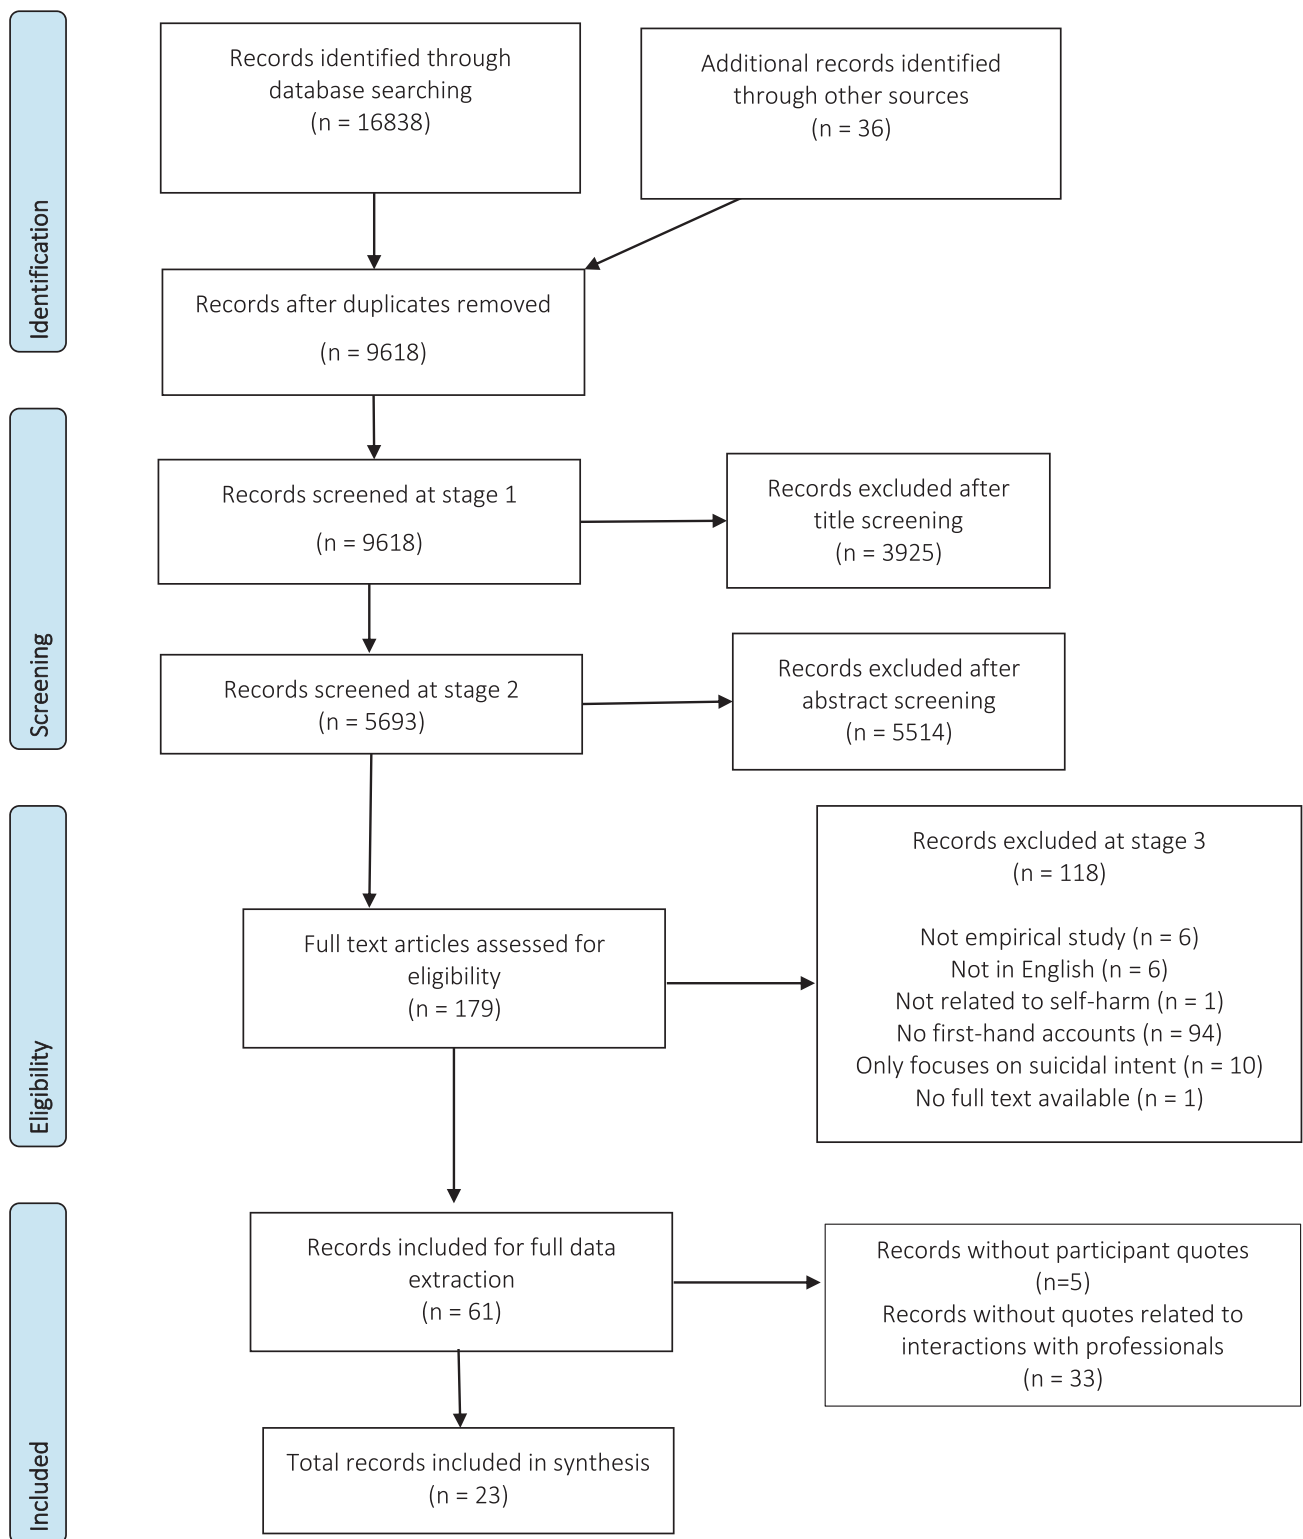 Identification
Records identified through
database searching
(n = 16838)
Additional records identified
through other sources
(n = 36)
Records after duplicates removed
(n = 9618)
Screening
Records screened at stage 1
(n = 9618)
Records excluded after
title screening
(n = 3925)
Records screened at stage 2
(n = 5693)
Records excluded after
abstract screening
(n = 5514)
Eligibility
Full text articles assessed for
eligibility
(n = 179)
Records excluded at stage 3
(n = 118)
Not empirical study (n = 6)
Not in English (n = 6)
Not related to self-harm (n = 1)
No first-hand accounts (n = 94)
Only focuses on suicidal intent (n = 10)
No full text available (n = 1)
Included
Records included for full data
extraction
(n = 61)
Records without participant quotes
(n=5)
Records without quotes related to
interactions with professionals
(n = 33)
Total records included in synthesis
(n = 23)